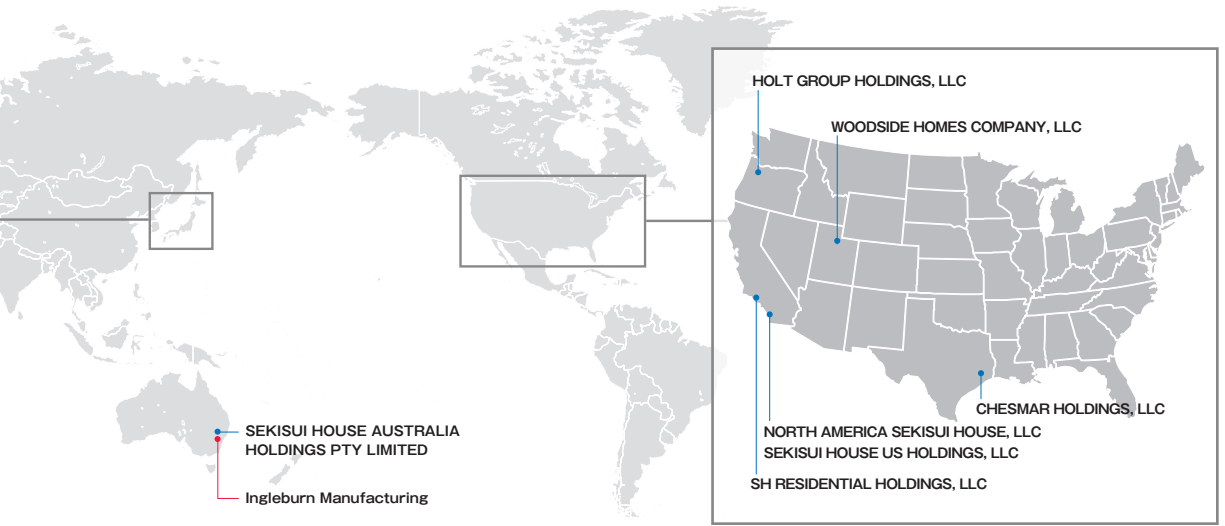 HOLT GROUP HOLDINGS, LLC
WOODSIDE HOMES COMPANY, LLC
CHESMAR HOLDINGS, LLC
NORTH AMERICA SEKISUI HOUSE, LLC
SEKISUI HOUSE US HOLDINGS, LLC
SH RESIDENTIAL HOLDINGS, LLC
SEKISUI HOUSE AUSTRALIA
HOLDINGS PTY LIMITED
Ingleburn Manufacturing